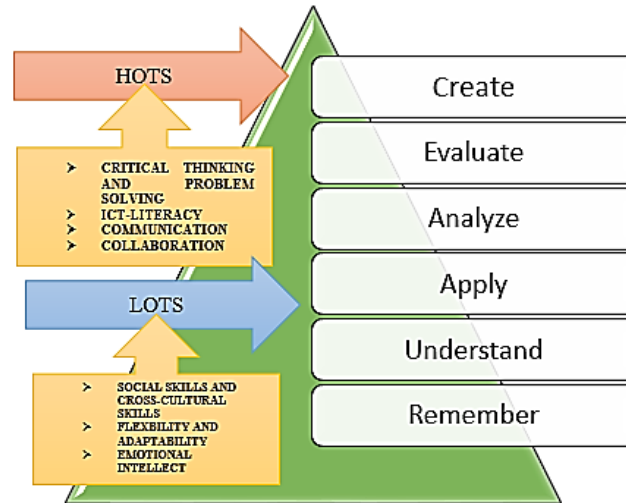 HOTS
➤ CRITICAL THINKING
AND PROBLEM
SOLVING
➤ ICT-LITERACY
➤ COMMUNICATION
➤ COLLABORATION
LOTS
➤ SOCIAL SKILLS AND
CROSS-CULTURAL
SKILLS
➤ FLEXBILITY AND
ADAPTABILITY
➤ EMOTIONAL
INTELLECT
Create
Evaluate
Analyze
Apply
Understand
Remember